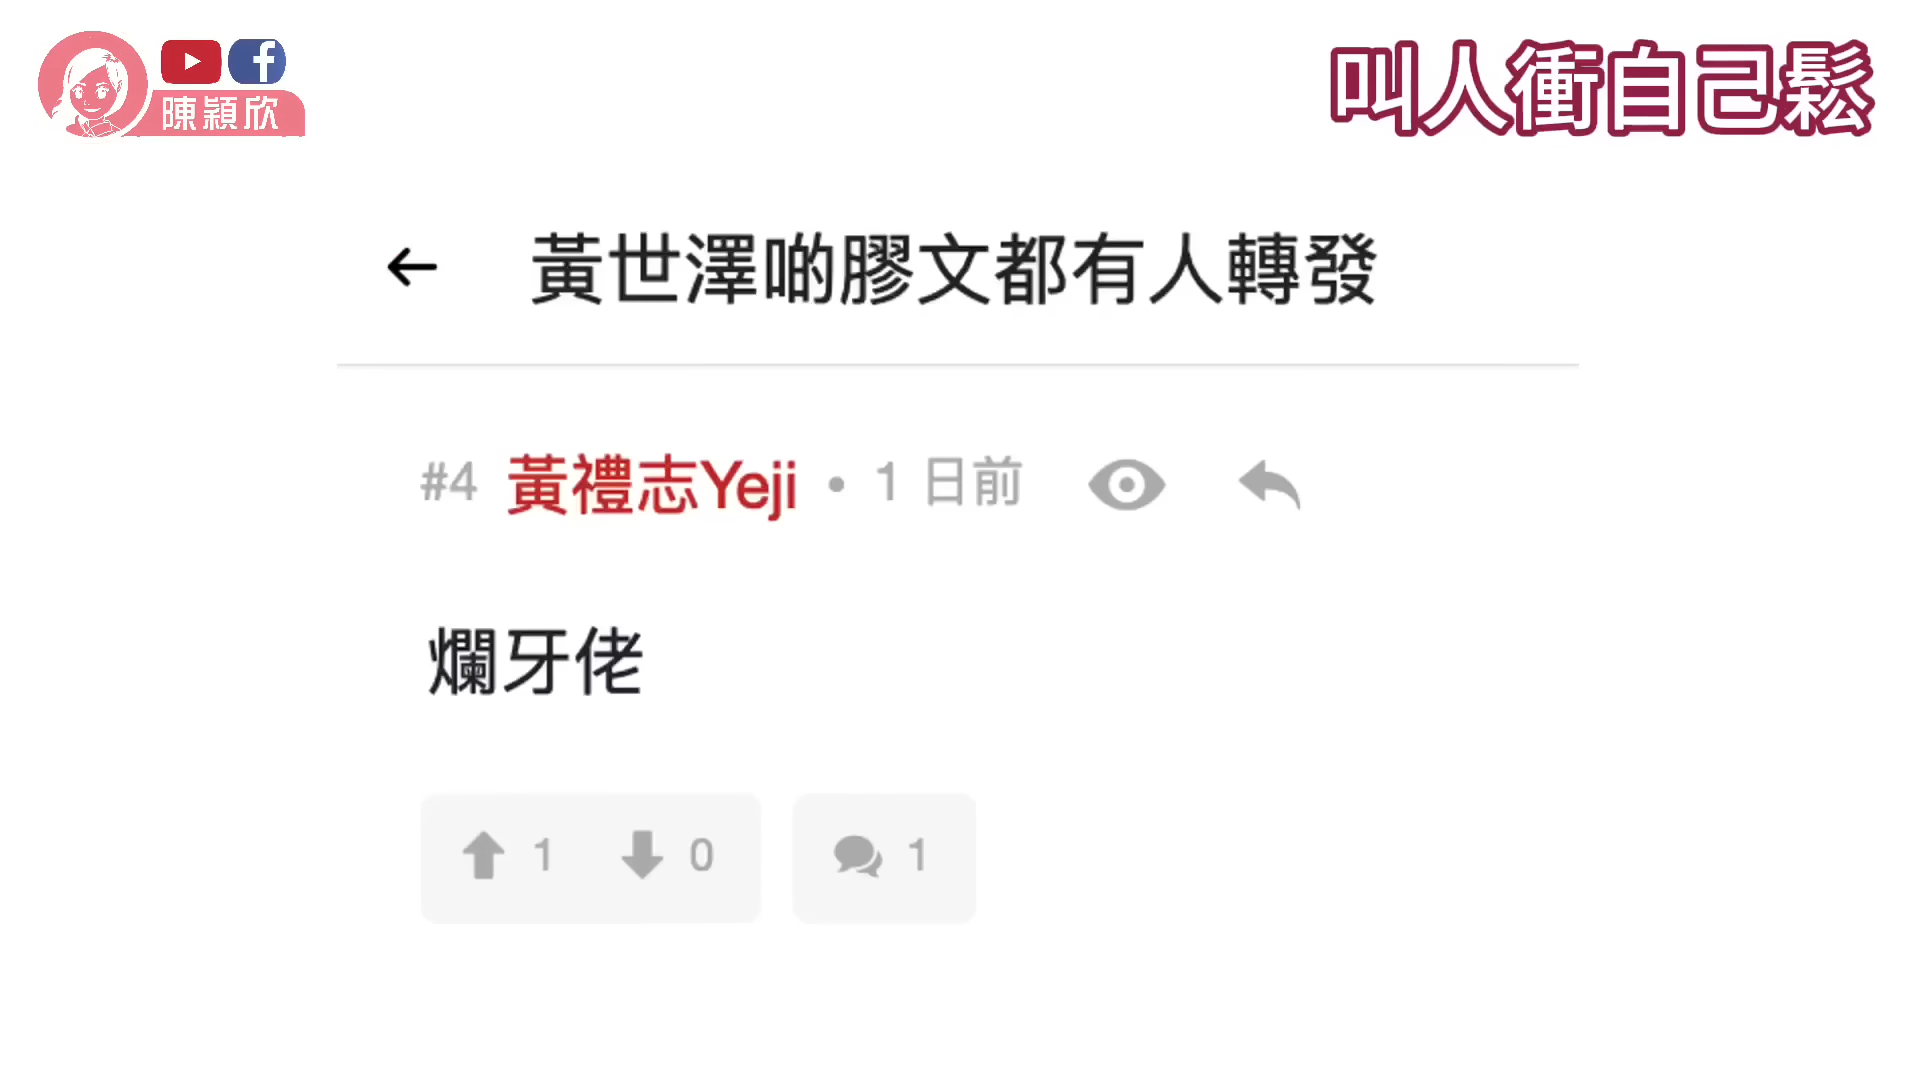 陳穎欣
叫人衝自己鬆
黃世澤啲膠文都有人轉發
#4 黃禮志Yeji • 1 日前
爛牙佬
1 0 1